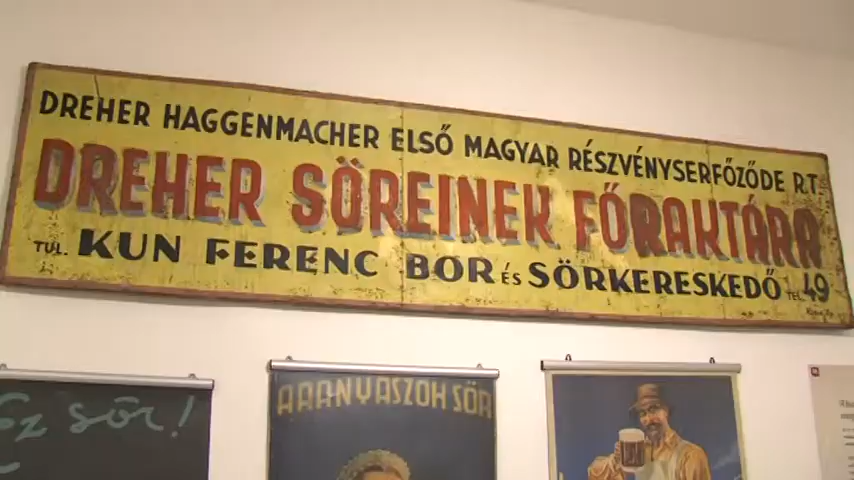 DREHER HAGGENMACHER ELSŐ MAGYAR RÉSZVÉNYSERFŐZŐDE R.T.
DREHER SÖREINEK FŐRAKTÁRA
TUL. KUN FERENC BOR ÉS SÖRKERESKEDŐ TEL. 49
Ez sör!
ARANYASZOK SÖR